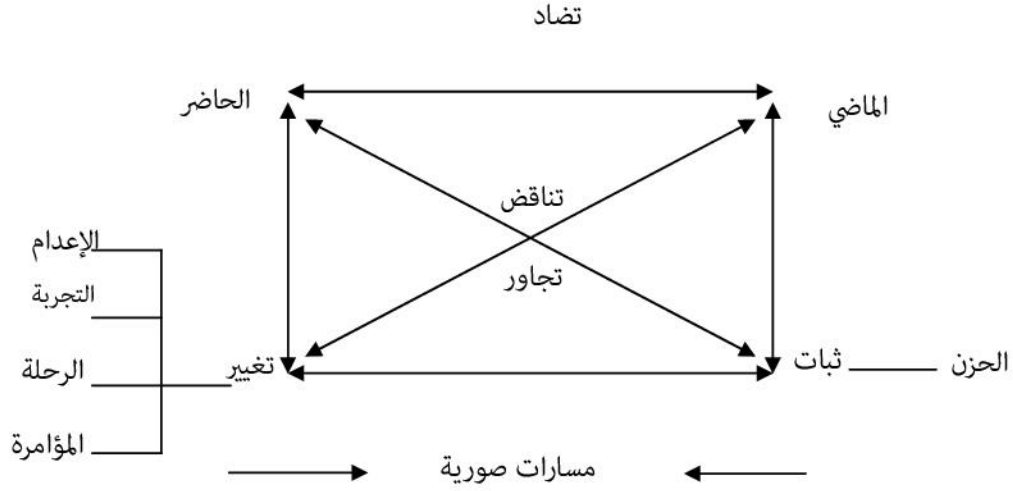 تضاد
الماضي
الحاضر
تناقض
تجاور
الإعدام
التجربة
الرحلة
المؤامرة
تغيير
ثبات
الحزن
مسارات صورية